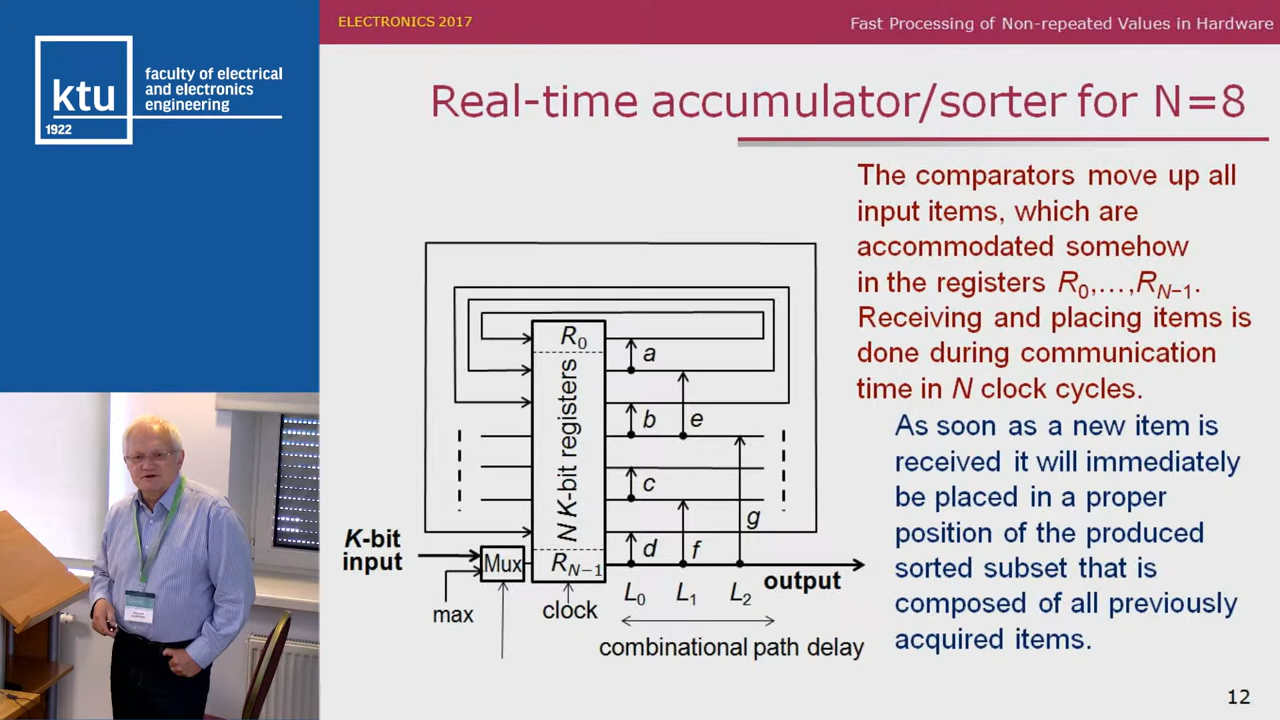 ELECTRONICS 2017
Fast Processing of Non-repeated Values in Hardware
ktu
1922
faculty of electrical
and electronics
engineering
Real-time accumulator/sorter for N=8
The comparators move up all
input items, which are
accommodated somehow
in the registers R0,…,RN−1.
Receiving and placing items is
done during communication
time in N clock cycles.
As soon as a new item is
received it will immediately
be placed in a proper
position of the produced
sorted subset that is
composed of all previously
acquired items.
R0
N K-bit registers
RN−1
a
b
e
c
g
d
f
K-bit
input
Mux
max
clock
L0
L1
L2
output
combinational path delay
12